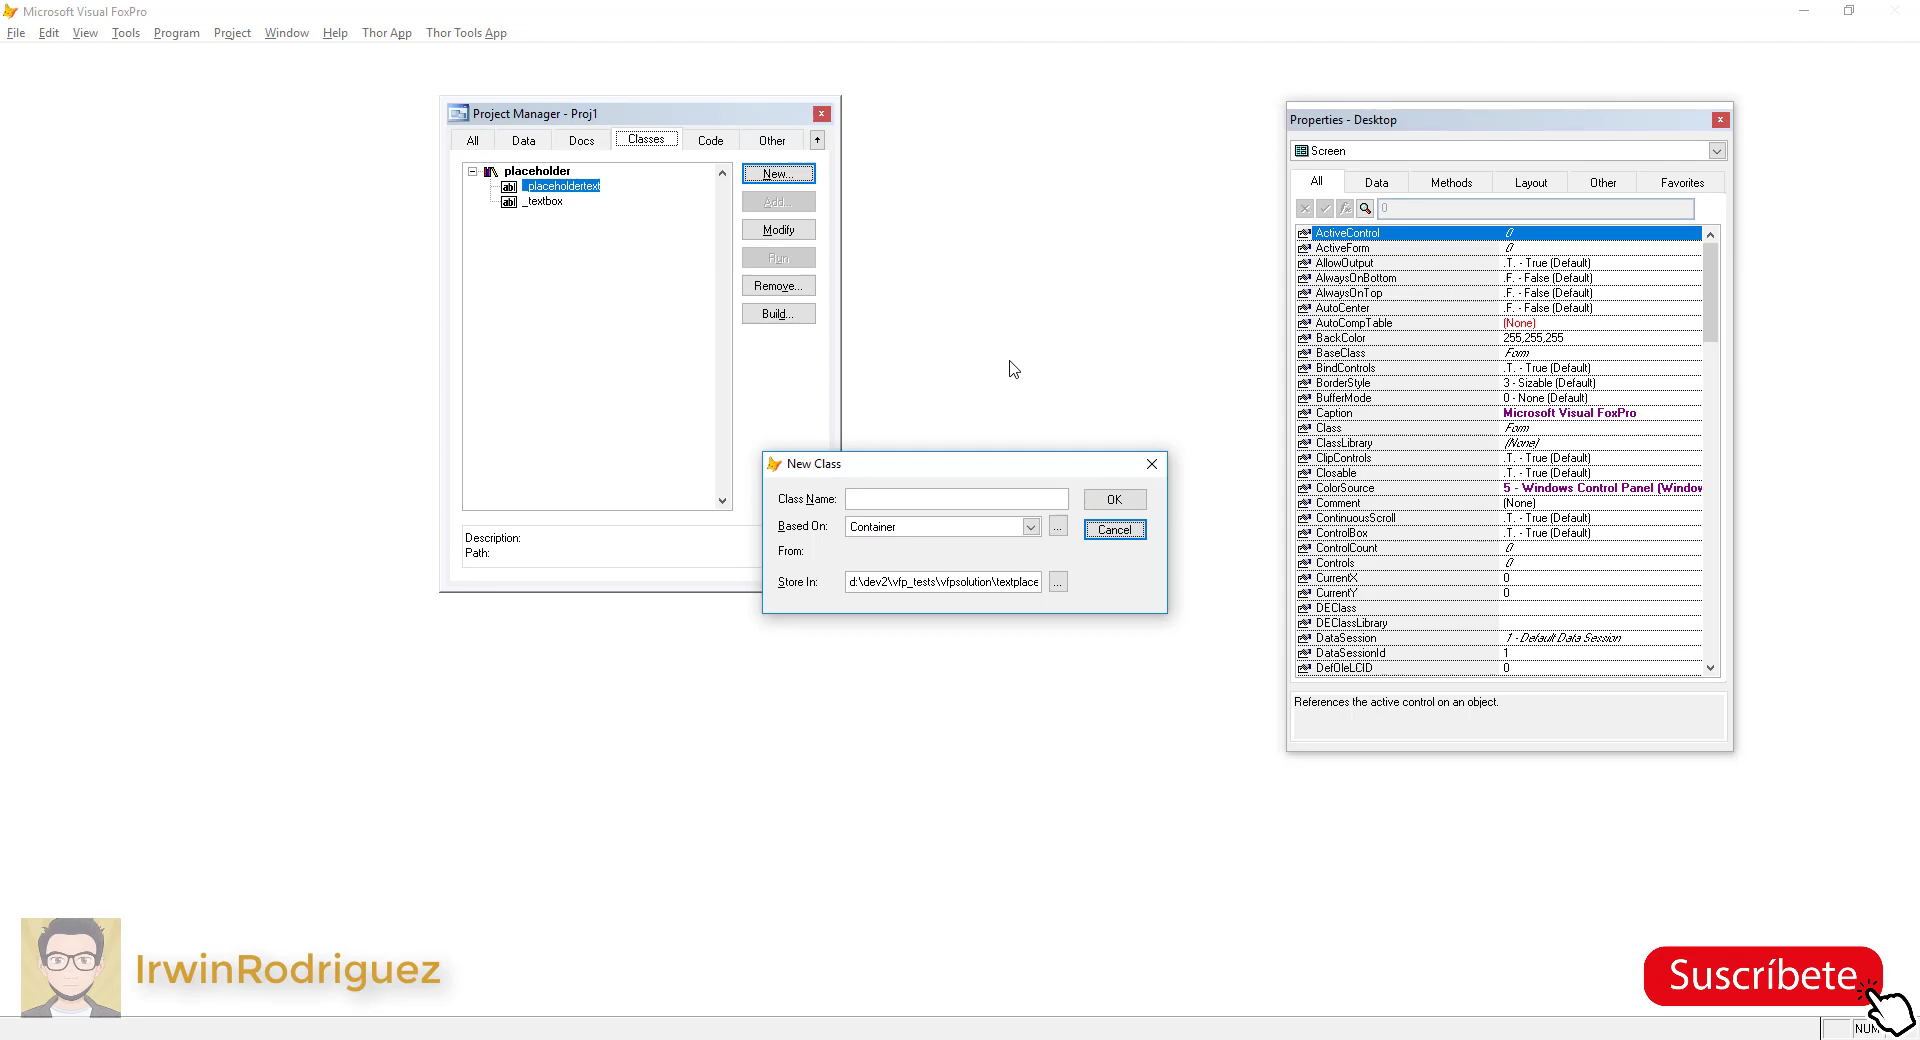 Microsoft Visual FoxPro
File Edit View Tools Program Project Window Help Thor App Thor Tools App
Project Manager - Proj1
All Data Docs Classes Code Other
placeholder
_placeholdertext
_textbox
New...
Add...
Modify
Run
Remove...
Build...
Description:
Path:
New Class
Class Name:
OK
Based On: Container ...
Cancel
From:
Store In: d:\dev2\vfp_tests\vfpsolution\textplace ...
Properties - Desktop
Screen
All Data Methods Layout Other Favorites
0
ActiveControl 0
ActiveForm 0
AllowOutput .T. - True (Default)
AlwaysOnBottom .F. - False (Default)
AlwaysOnTop .F. - False (Default)
AutoCenter .F. - False (Default)
AutoCompTable (None)
BackColor 255,255,255
BaseClass Form
BindControls .T. - True (Default)
BorderStyle 3 - Sizable (Default)
BufferMode 0 - None (Default)
Caption Microsoft Visual FoxPro
Class Form
ClassLibrary (None)
ClipControls .T. - True (Default)
Closable .T. - True (Default)
ColorSource 5 - Windows Control Panel (Window
Comment (None)
ContinuousScroll .T. - True (Default)
ControlBox .T. - True (Default)
ControlCount 0
Controls 0
CurrentX 0
CurrentY 0
DEClass
DEClassLibrary
DataSession 1 - Default Data Session
DataSessionId 1
DefOleLCID 0
References the active control on an object.
IrwinRodriguez
Suscríbete
NUM